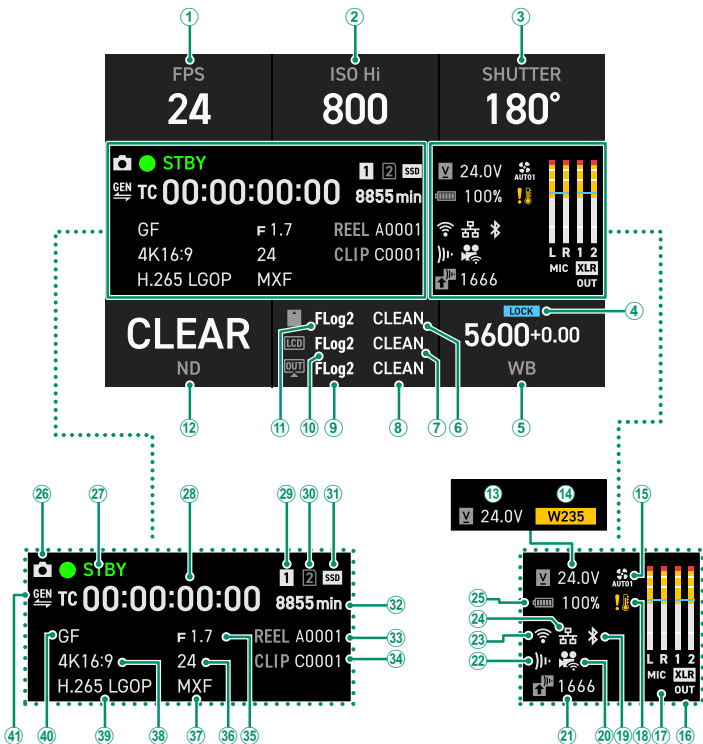 ① ② ③
FPS ISO Hi SHUTTER
24 800 180°
STBY 1 2 SSD
GEN TC 00:00:00:00 8855min
GF F1.7 REEL A0001
4K16:9 24 CLIP C0001
H.265 LGOP MXF
V 24.0V AUTO1
100% !
1666
L R 1 2
MIC XLR
OUT
CLEAR
ND
FLog2 CLEAN
LCD FLog2 CLEAN
OUT FLog2 CLEAN
LOCK ④
5600+0.00
WB
⑫ ⑪ ⑩ ⑨ ⑧ ⑦ ⑥ ⑤
⑬ ⑭ ⑮
V 24.0V W235
㉖ ㉗ ㉘ ㉙ ㉚ ㉛
STBY 1 2 SSD
GEN TC 00:00:00:00 8855min ㉜
GF F1.7 REEL A0001 ㉝
4K16:9 24 CLIP C0001 ㉞
H.265 LGOP MXF
㊶ ㊵ ㊴ ㊳ ㊲ ㊱ ㉟
V 24.0V AUTO1
㉕ 100% !
㉔
㉓
㉒
1666
L R 1 2
MIC XLR
OUT
㉑ ⑳ ⑲ ⑱ ⑰ ⑯